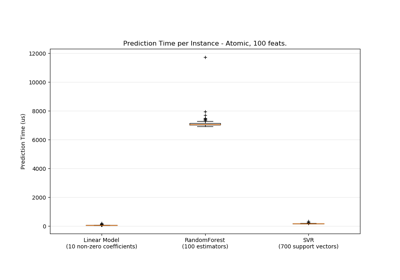 Prediction Time per Instance - Atomic, 100 feats.
12000
10000
8000
6000
4000
2000
0
Prediction Time (us)
Linear Model
(10 non-zero coefficients)
RandomForest
(100 estimators)
SVR
(700 support vectors)